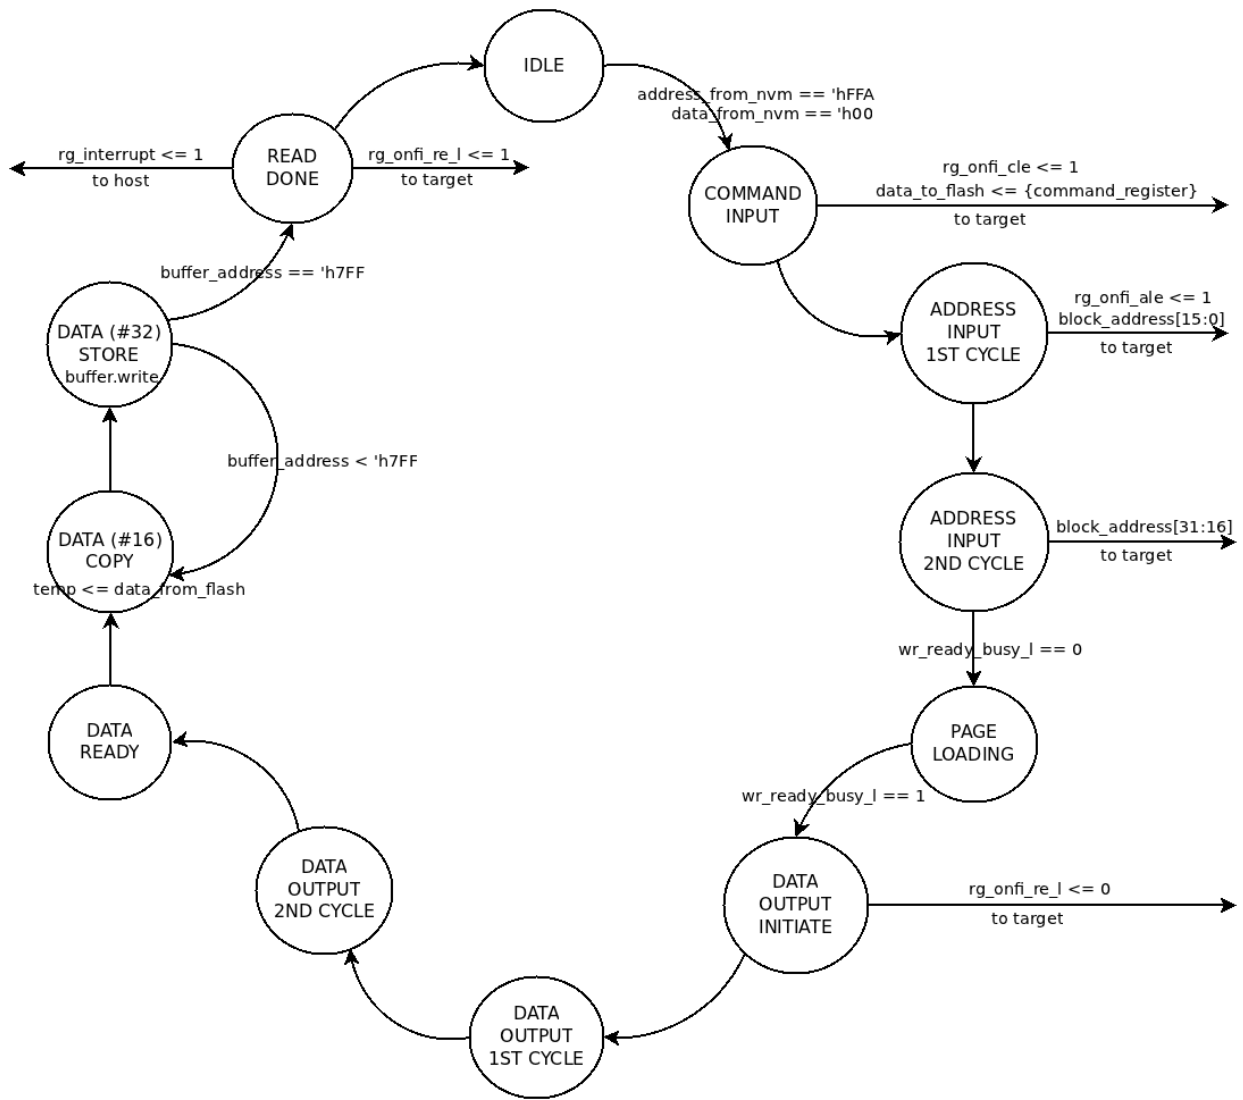 IDLE
address_from_nvm == 'hFFA
data_from_nvm == 'h00
READ
DONE
rg_interrupt <= 1
to host
rg_onfi_re_l <= 1
to target
COMMAND
INPUT
rg_onfi_cle <= 1
data_to_flash <= {command_register}
to target
buffer_address == 'h7FF
ADDRESS
INPUT
1ST CYCLE
rg_onfi_ale <= 1
block_address[15:0]
to target
DATA (#32)
STORE
buffer.write
buffer_address < 'h7FF
ADDRESS
INPUT
2ND CYCLE
block_address[31:16]
to target
DATA (#16)
COPY
temp <= data_from_flash
wr_ready_busy_l == 0
PAGE
LOADING
DATA
READY
wr_ready_busy_l == 1
DATA
OUTPUT
INITIATE
rg_onfi_re_l <= 0
to target
DATA
OUTPUT
2ND CYCLE
DATA
OUTPUT
1ST CYCLE